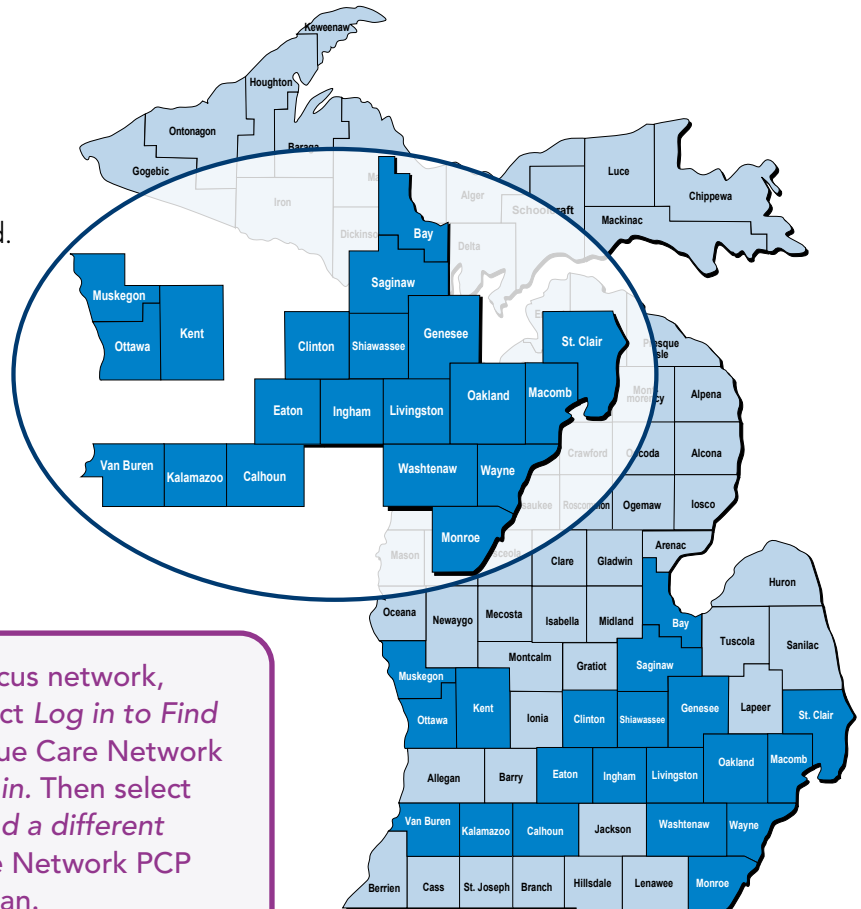 Keweenaw
Houghton
Ontonagon
Baraga
Gogebic
Luce
Chippewa
Iron
Alger
Schoolcraft
Mackinac
d.
Dickinson
Bay
Delta
Saginaw
Muskegon
Kent
Ottawa
Clinton
Shiawassee
Genesee
St. Clair
Presque
Isle
Eaton
Ingham
Livingston
Oakland
Macomb
Mont
morency
Alpena
Van Buren
Kalamazoo
Calhoun
Washtenaw
Wayne
Crawford
Oscoda
Alcona
saukee
Roscommon
Ogemaw
Iosco
Monroe
Mason
sceola
Clare
Gladwin
Arenac
Huron
Oceana
Newaygo
Mecosta
Isabella
Midland
Bay
Tuscola
Sanilac
Montcalm
Gratiot
Saginaw
Muskegon
Kent
Ottawa
Ionia
Clinton
Shiawassee
Genesee
Lapeer
St. Clair
Allegan
Barry
Eaton
Ingham
Livingston
Oakland
Macomb
Van Buren
Kalamazoo
Calhoun
Jackson
Washtenaw
Wayne
Berrien
Cass
St. Joseph
Branch
Hillsdale
Lenawee
Monroe
cus network,
ct Log in to Find
ue Care Network
in. Then select
d a different
e Network PCP
an.